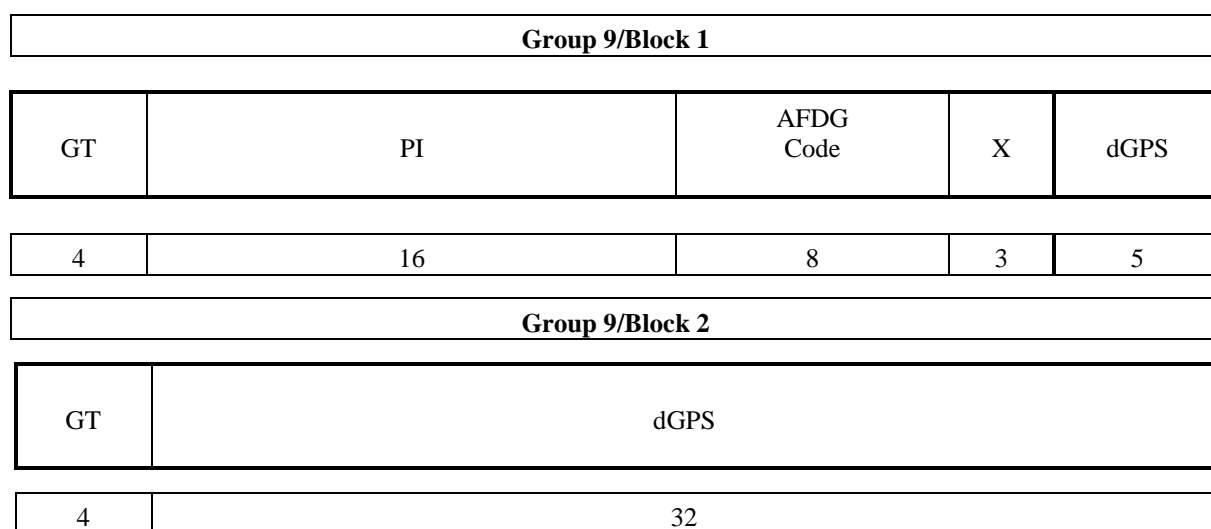 Group 9/Block 1
GT PI AFDG Code X dGPS
4 16 8 3 5
Group 9/Block 2
GT dGPS
4 32